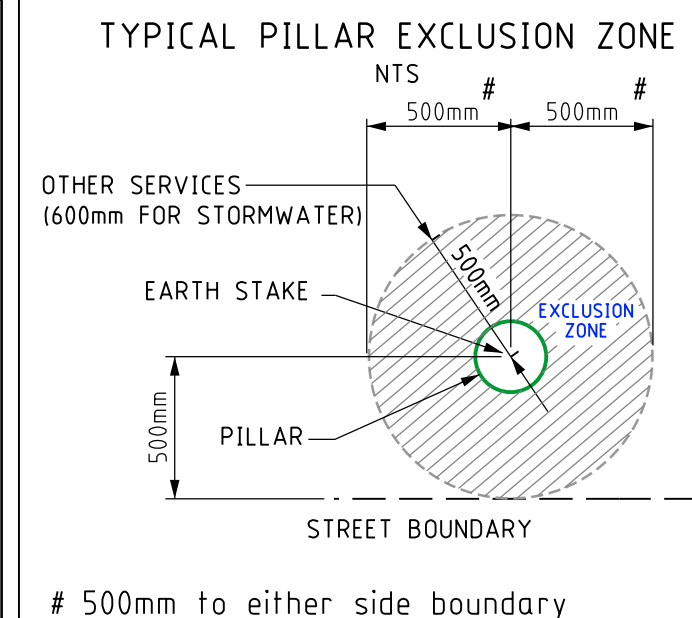 TYPICAL PILLAR EXCLUSION ZONE
NTS
# #
500mm 500mm
OTHER SERVICES
(600mm FOR STORMWATER)
500mm
EARTH STAKE
EXCLUSION
ZONE
500mm
PILLAR
STREET BOUNDARY
# 500mm to either side boundary